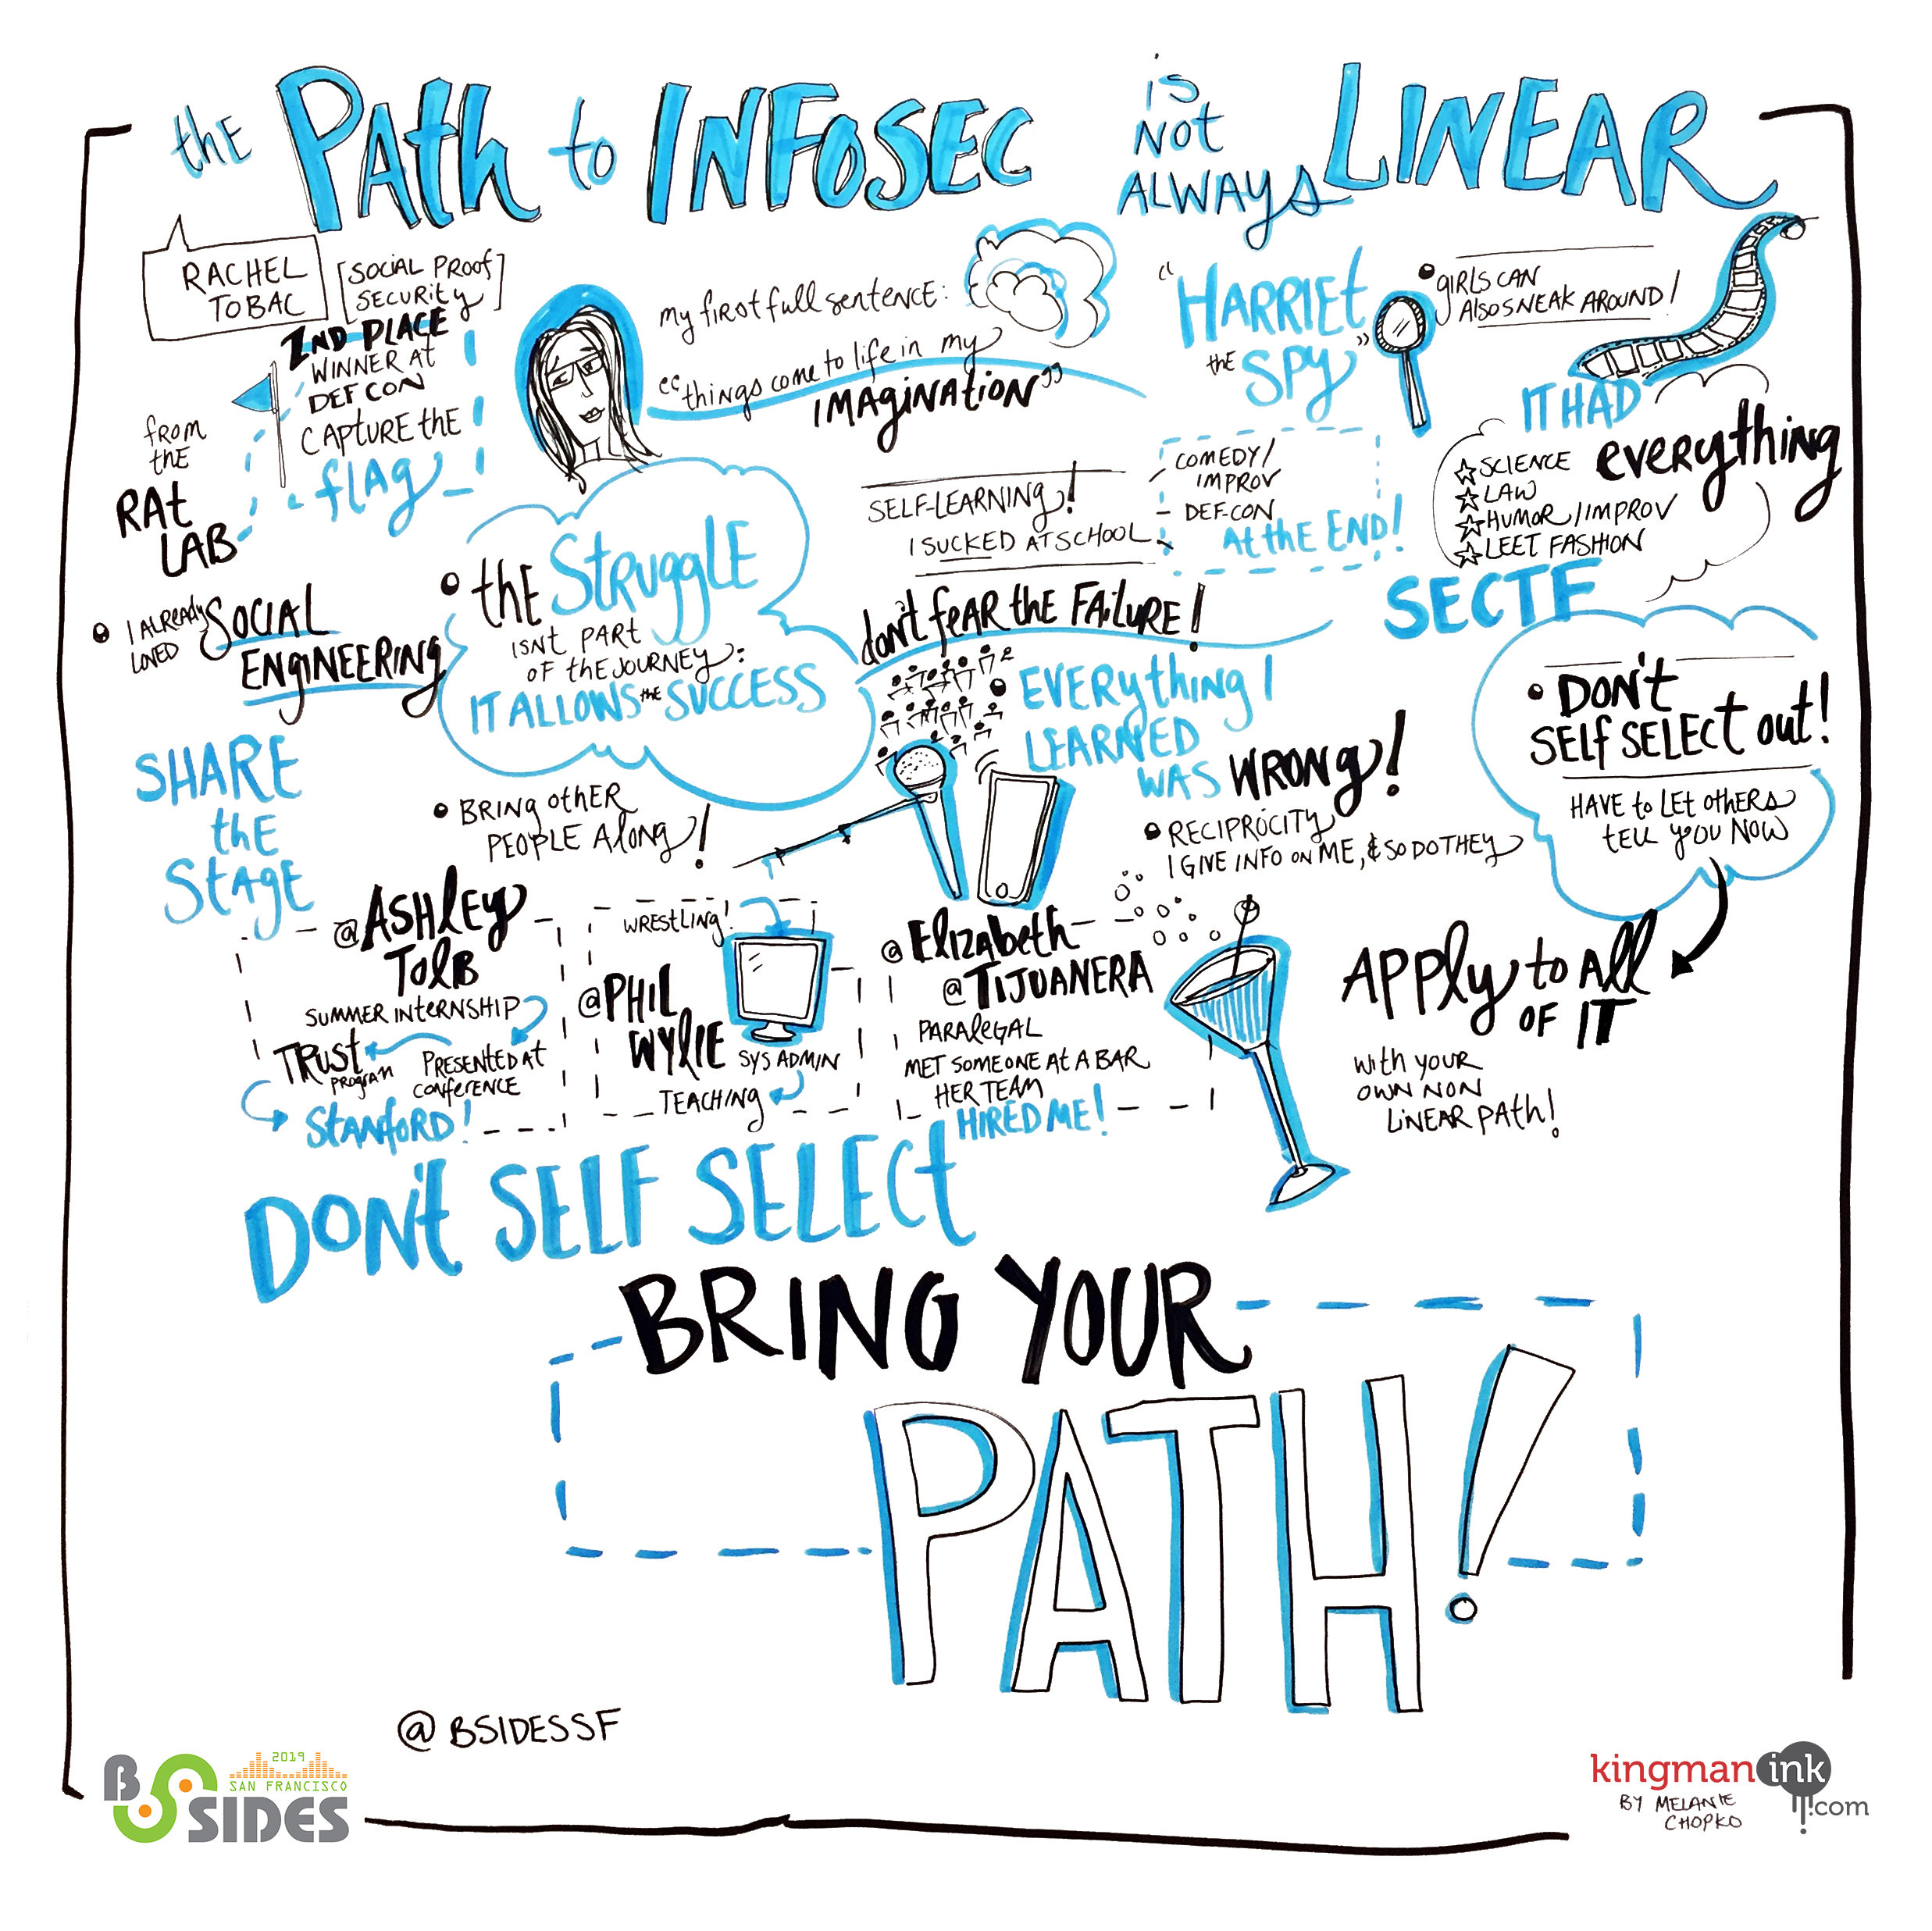 the PAth to INFOSEC
is
Not
ALWAYS LINEAR
RACHEL
TOBAC
[SOCIAL PROOF
SECURITY]
2ND PLACE
WINNER AT
DEF CON
CAPTURE thE
flAg
fROM
thE
RAt
LAB
my first full sentence:
"things come to life in my
IMAgiNAtiON"
"HARRIEt
the SPY"
• giRLS CAN
ALSO SNEAK AROUND!
IT HAD
everythiNg
☆ SCIENCE
☆ LAW
☆ HUMOR/IMPROV
☆ LEET FASHION
SECTF
SELF-LEARNING!
I SUCKED AT SCHOOL
COMEDY/
IMPROV
- DEF-CON
At thE END!
• I ALREADY
LOVED
SOCIAL
ENgiNEERiNg
• thE StRuggLE
ISNT PART
OF thE JOURNEY:
IT ALLOWS thE SUCCESS
don't feAR the FAiLURE!
• EVERythiNg I
LEARNED
WAS WRONg!
• RECIPROCITY
I GIVE INFO ON ME, & SO DO THEY
• DON't
SELf SELECt out!
HAVE to LEt othERS
tELL yOU NOW
APPly to All
OF IT
With yOUR
OWN NON
LiNEAR PAth!
SHARE
thE
StAgE
• BRiNg OthER
PEOPLE ALONg!
@AShlEy
TolB
SUMMER INtERNSHIP
PRESENTED AT
CONfERENCE
TRUSt
PROgRAM
StANfORD!
WREStLiNg!
@PHiL
WYliE
SYS ADMIN
TEACHiNg
@ElizAbeth
@TIJUANERA
PARALEGAL
MET SOMEONE At A BAR
HER TEAM
HIRED ME!
DON't SELF SELECt
BRING YOUR
PATH!
@BSIDESSF
BSIDES
2019
SAN FRANCISCO
kingmanink.com
BY MELANIE
CHOPKO